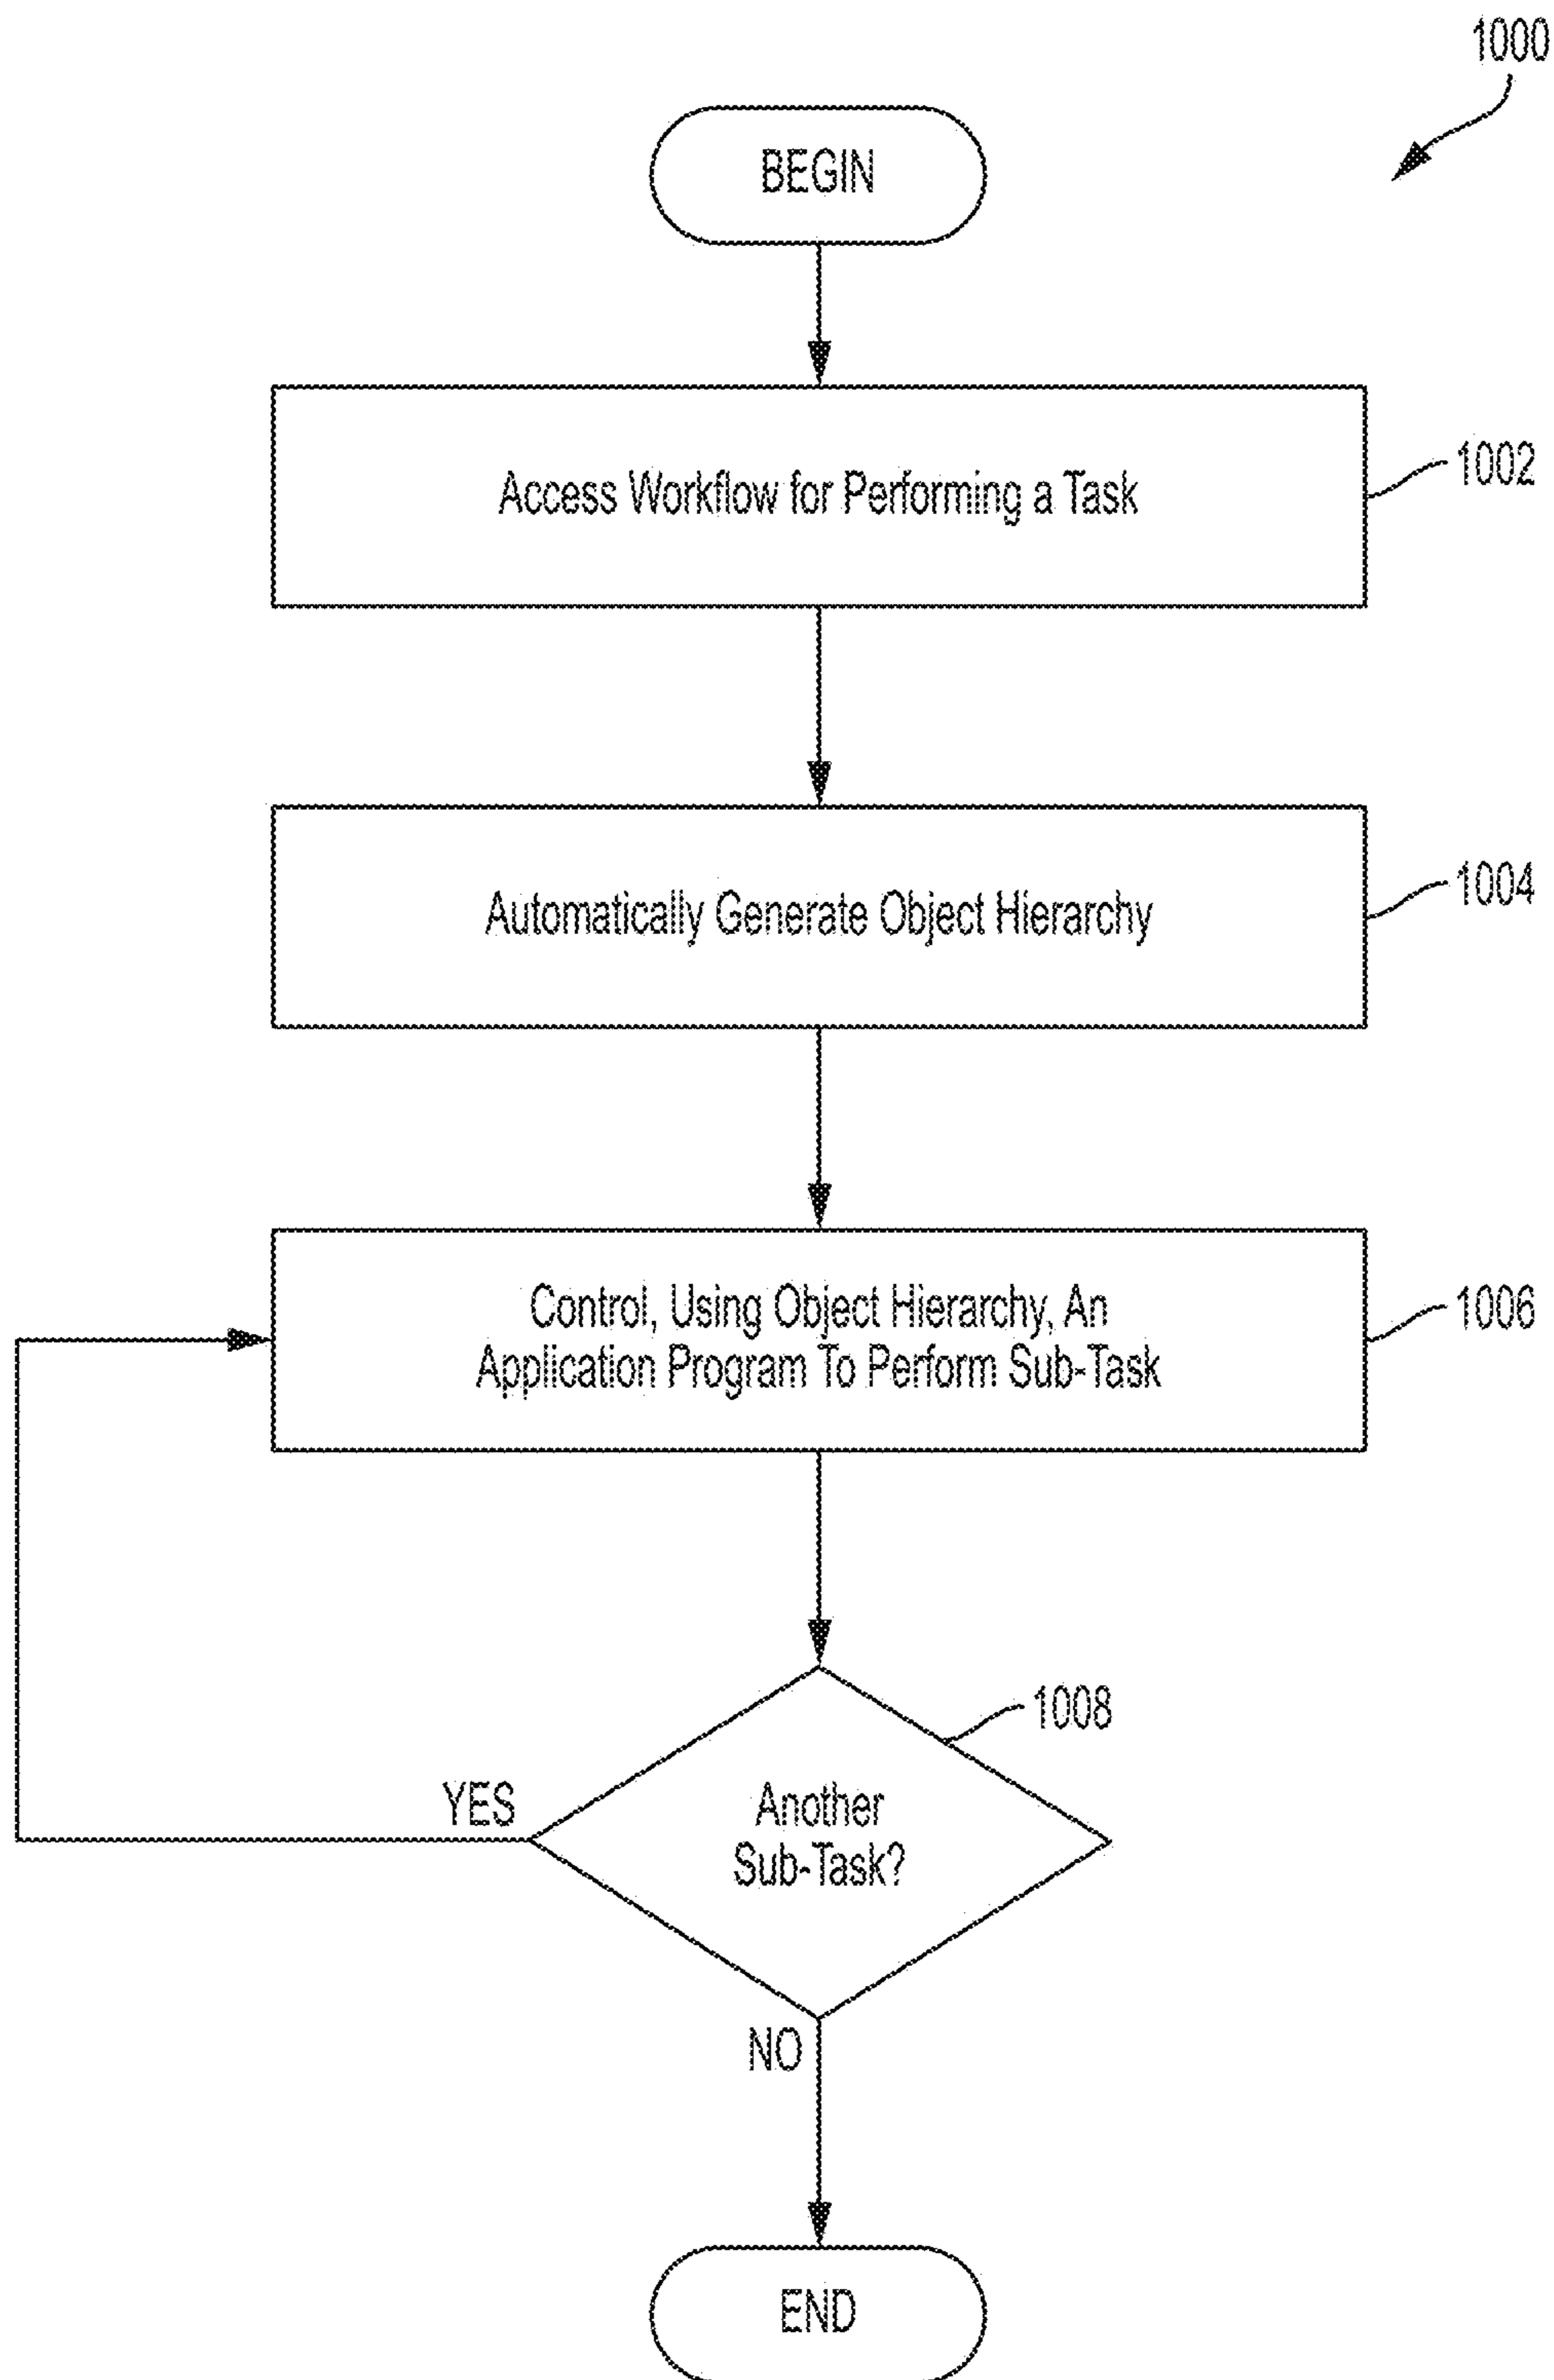 1000
BEGIN
Access Workflow for Performing a Task
1002
Automatically Generate Object Hierarchy
1004
Control, Using Object Hierarchy, An
Application Program To Perform Sub-Task
1006
1008
Another
Sub-Task?
YES
NO
END